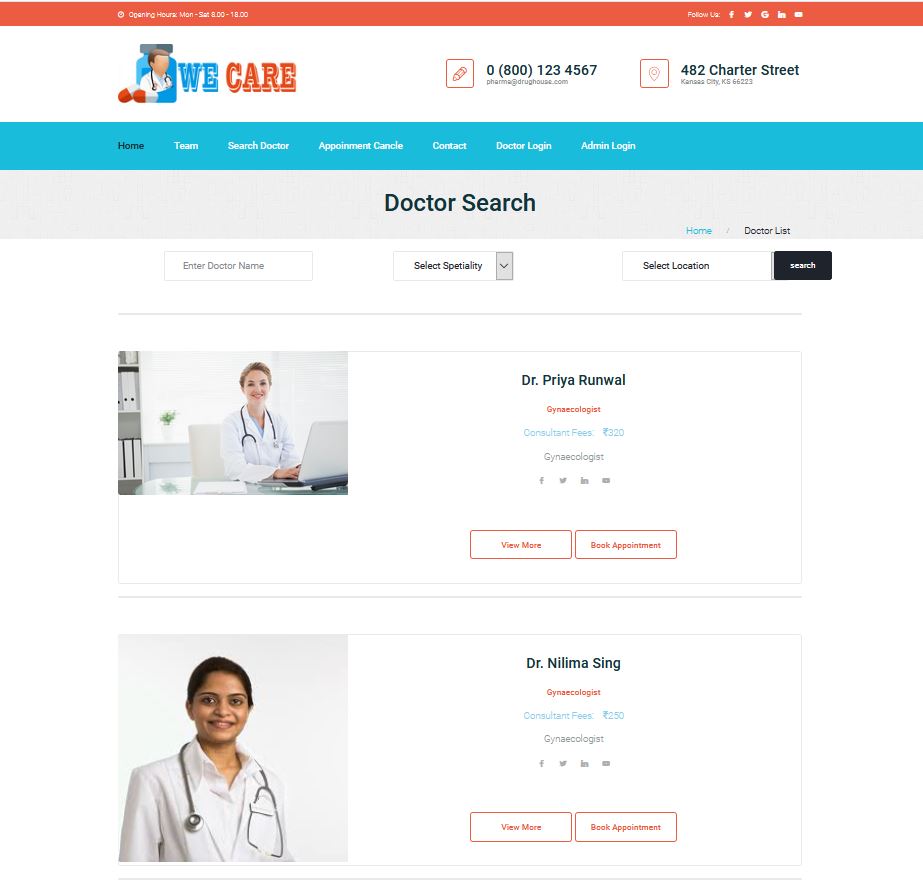 Opening Hours: Mon - Sat 8.00 - 18.00
Follow Us:
WE CARE
0 (800) 123 4567
pharma@drughouse.com
482 Charter Street
Kansas City, KS 66223
Home Team Search Doctor Appoinment Cancle Contact Doctor Login Admin Login
Doctor Search
Home / Doctor List
Enter Doctor Name Select Spetiality Select Location search
Dr. Priya Runwal
Gynaecologist
Consultant Fees: ₹320
Gynaecologist
View More Book Appointment
Dr. Nilima Sing
Gynaecologist
Consultant Fees: ₹250
Gynaecologist
View More Book Appointment